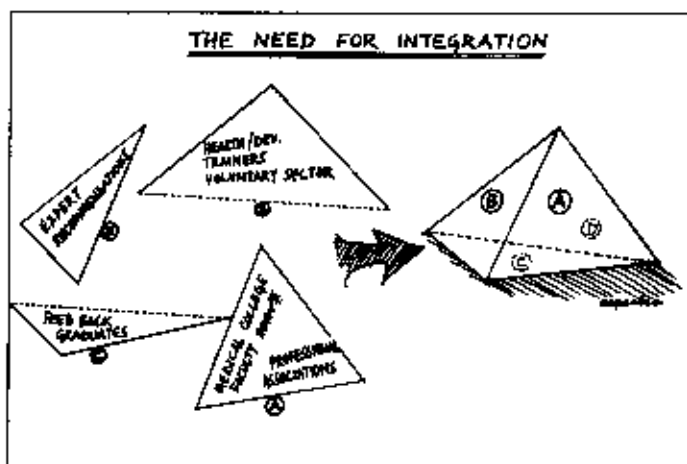 THE NEED FOR INTEGRATION
HEALTH/DEV.
TRAINERS
VOLUNTARY SECTOR
EXPERT
RECOMMENDATIONS
B
B
A
D
C
FEED BACK
GRADUATES
C
MEDICAL COLLEGE
FACULTY
PROFESSIONAL
ASSOCIATIONS
A